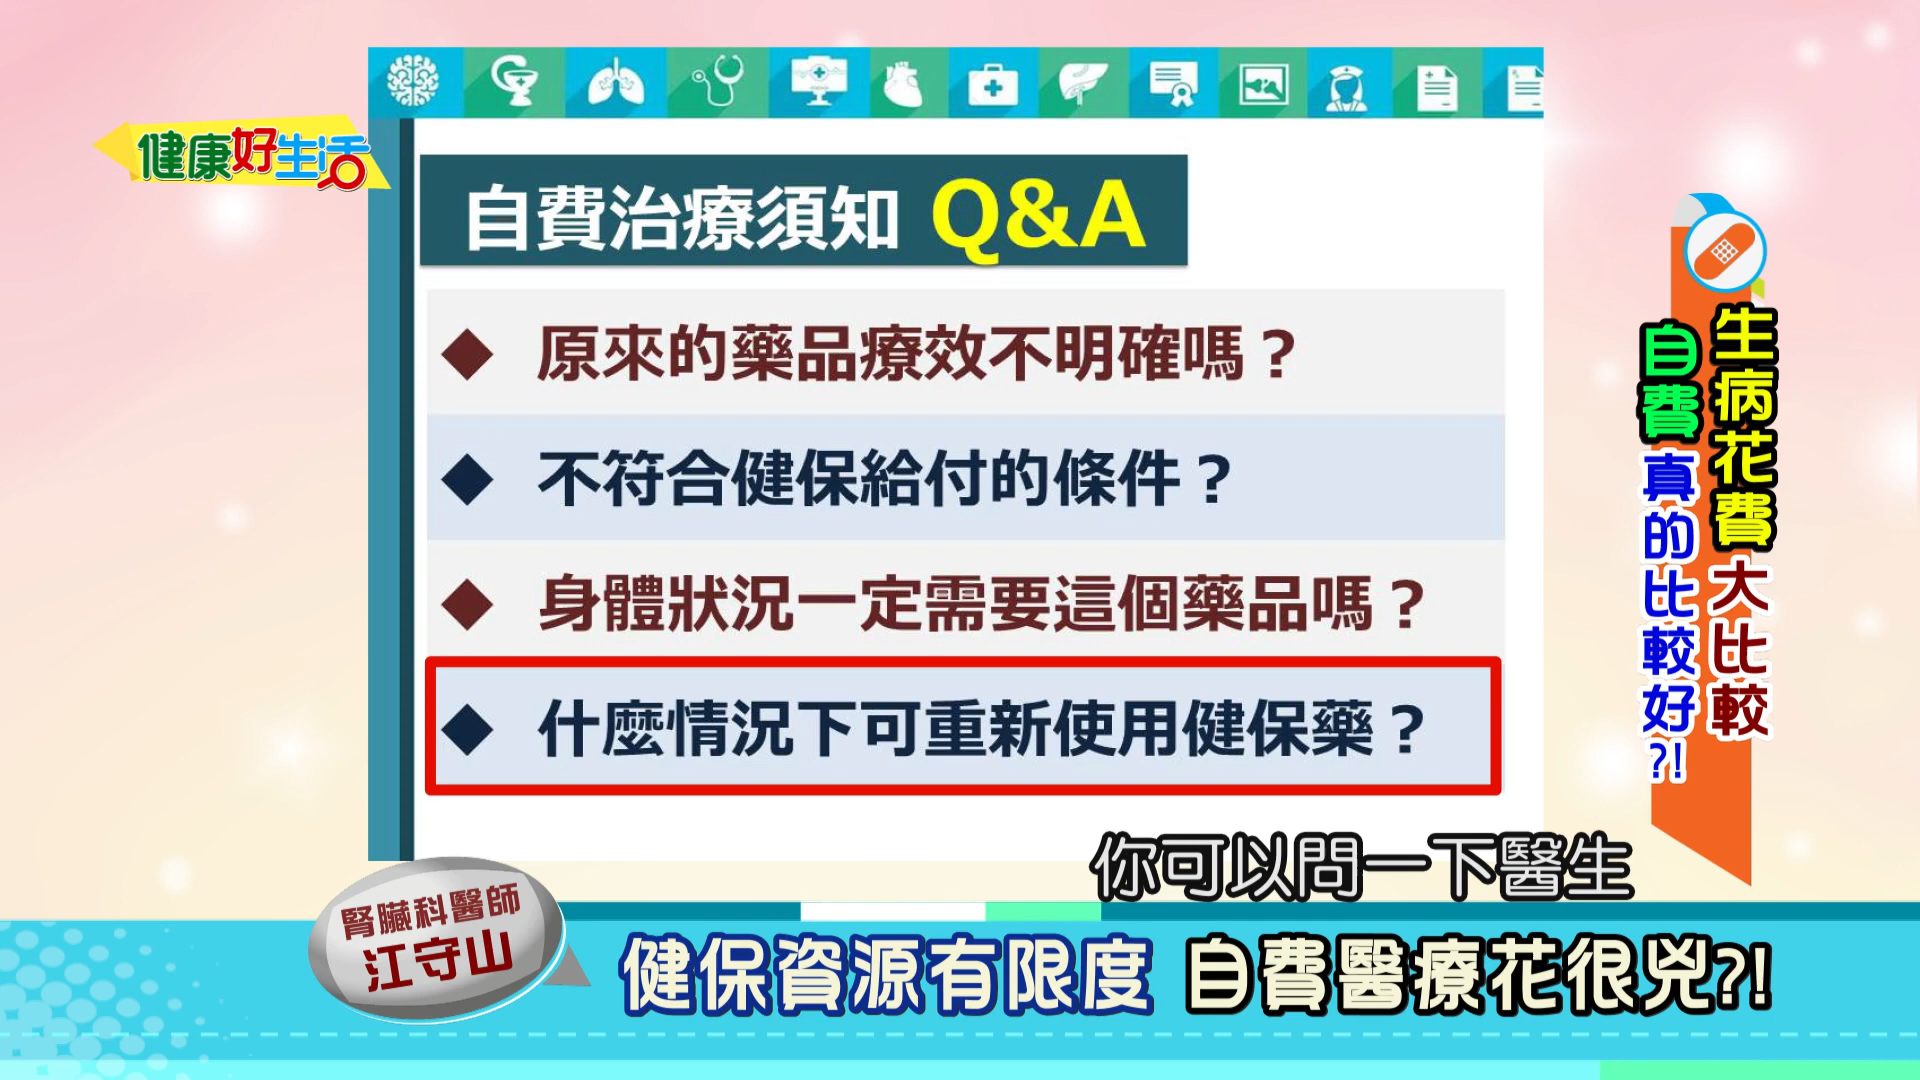 健康好生活
自費治療須知 Q&A
原來的藥品療效不明確嗎？
不符合健保給付的條件？
身體狀況一定需要這個藥品嗎？
什麼情況下可重新使用健保藥？
生病花費大比較
自費真的比較好?!
你可以問一下醫生
腎臟科醫師
江守山
健保資源有限度 自費醫療花很兇?!